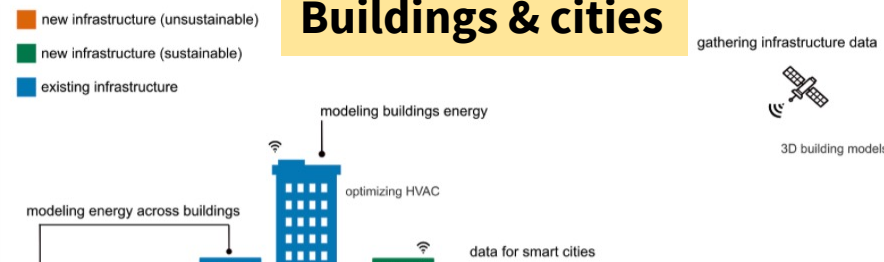 Buildings & cities
new infrastructure (unsustainable)
new infrastructure (sustainable)
existing infrastructure
gathering infrastructure data
3D building models
modeling buildings energy
optimizing HVAC
modeling energy across buildings
data for smart cities